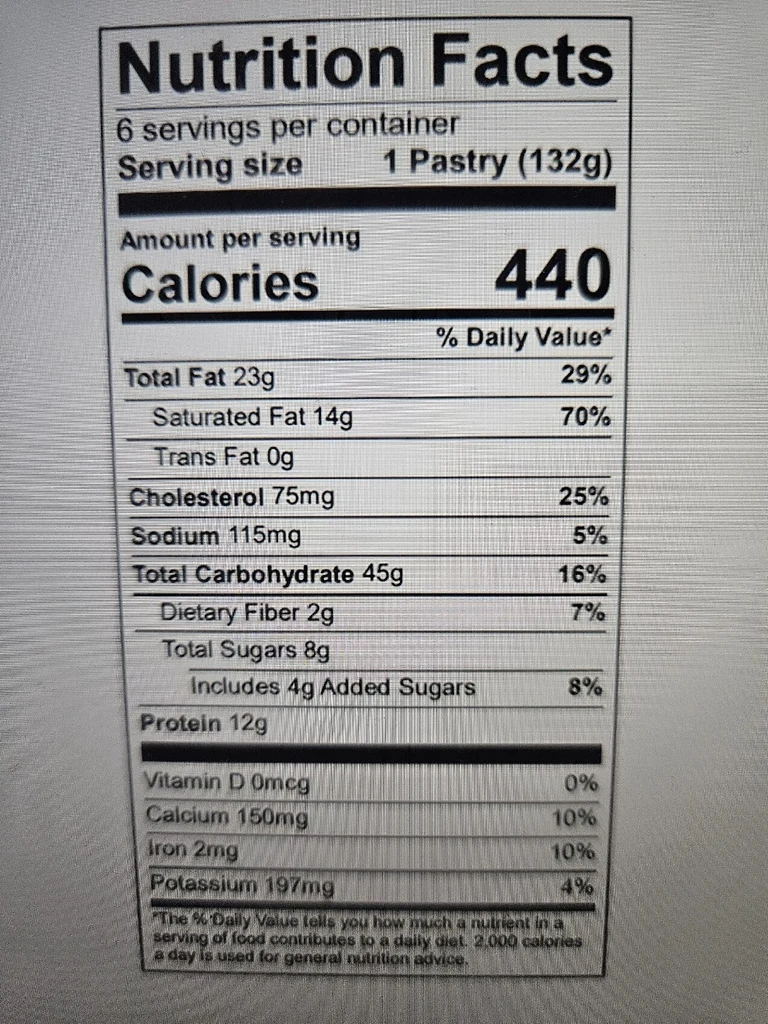 Nutrition Facts
6 servings per container
Serving size 1 Pastry (132g)
Amount per serving
Calories 440
% Daily Value*
Total Fat 23g 29%
Saturated Fat 14g 70%
Trans Fat 0g
Cholesterol 75mg 25%
Sodium 115mg 5%
Total Carbohydrate 45g 16%
Dietary Fiber 2g 7%
Total Sugars 8g
Includes 4g Added Sugars 8%
Protein 12g
Vitamin D 0mcg 0%
Calcium 150mg 10%
Iron 2mg 10%
Potassium 197mg 4%
*The % Daily Value tells you how much a nutrient in a
serving of food contributes to a daily diet. 2,000 calories
a day is used for general nutrition advice.